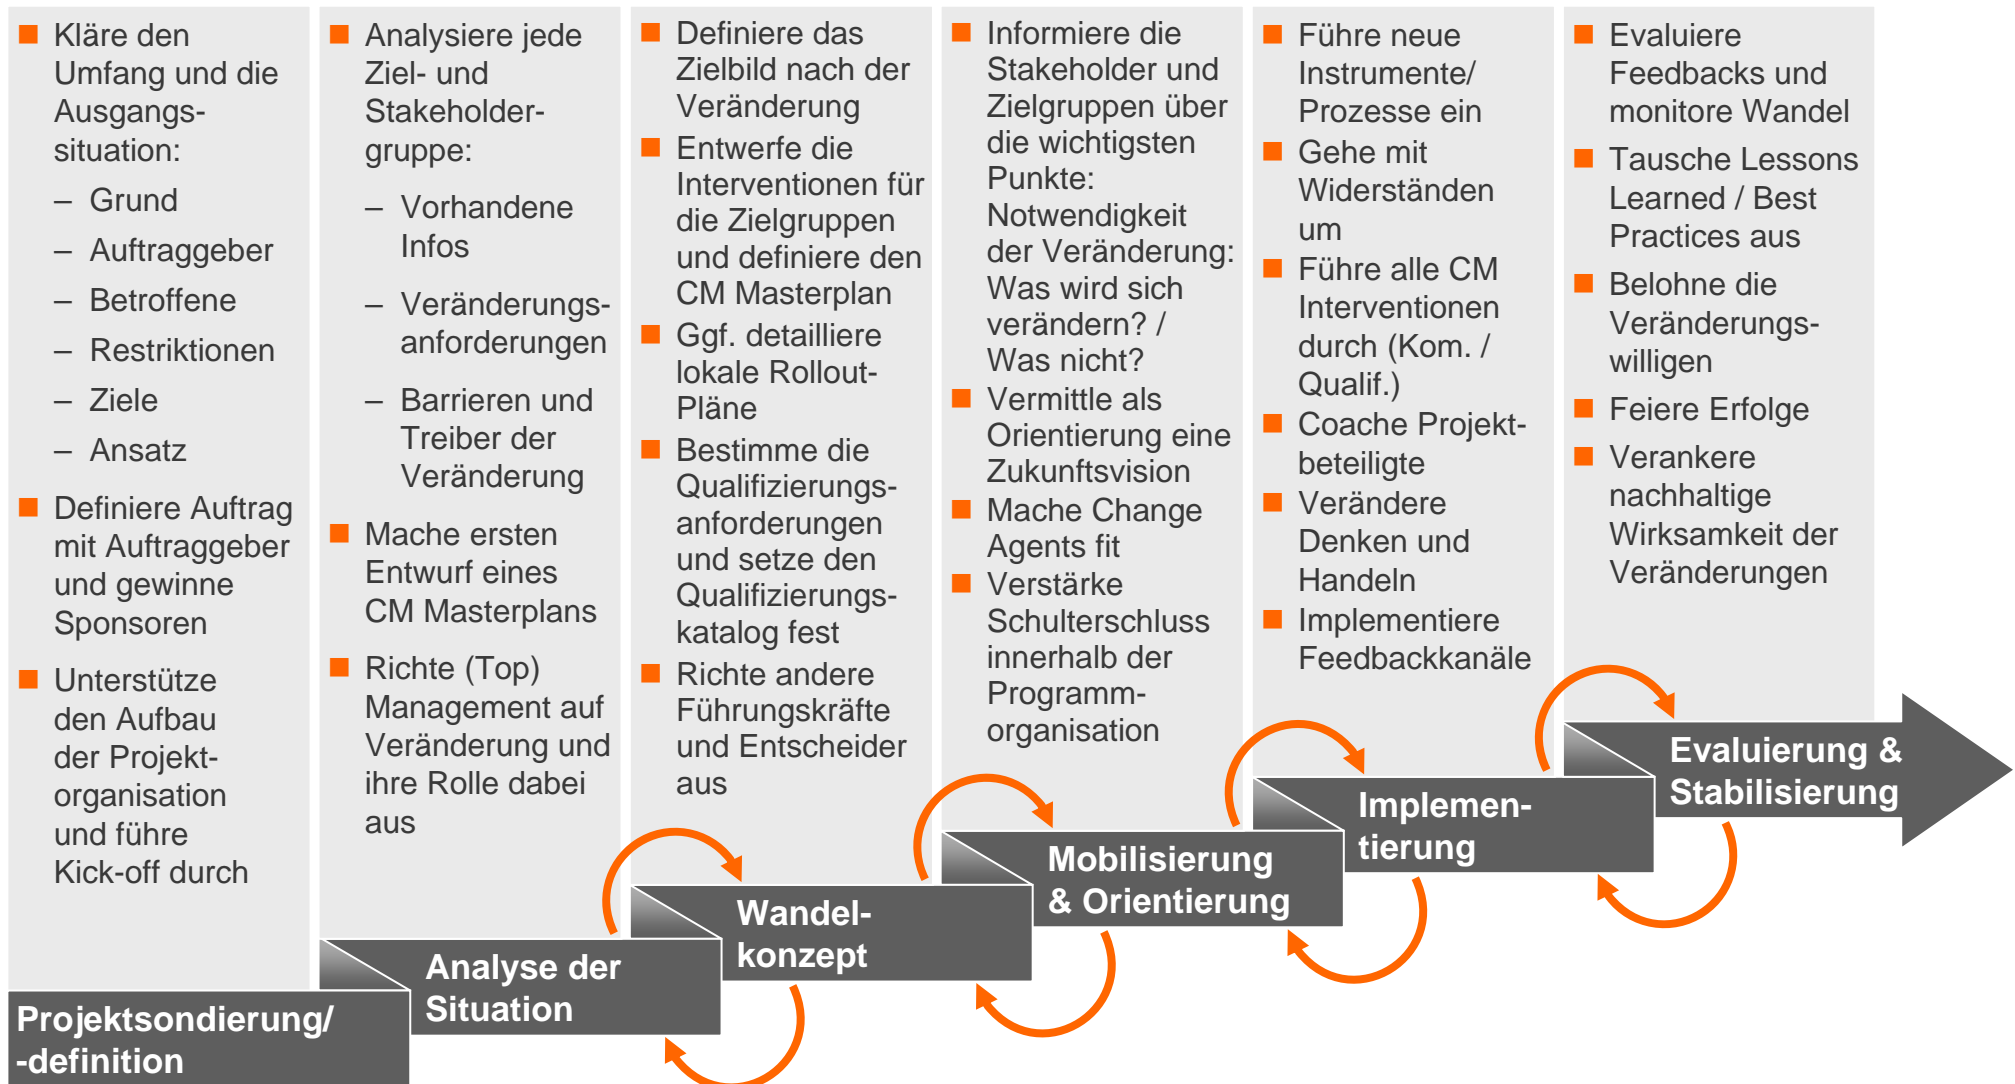 Kläre den
Umfang und die
Ausgangs-
situation:
– Grund
– Auftraggeber
– Betroffene
– Restriktionen
– Ziele
– Ansatz
Definiere Auftrag
mit Auftraggeber
und gewinne
Sponsoren
Unterstütze
den Aufbau
der Projekt-
organisation
und führe
Kick-off durch
Projektsondierung/
-definition
Analysiere jede
Ziel- und
Stakeholder-
gruppe:
– Vorhandene
Infos
– Veränderungs-
anforderungen
– Barrieren und
Treiber der
Veränderung
Mache ersten
Entwurf eines
CM Masterplans
Richte (Top)
Management auf
Veränderung und
ihre Rolle dabei
aus
Analyse der
Situation
Definiere das
Zielbild nach der
Veränderung
Entwerfe die
Interventionen für
die Zielgruppen
und definiere den
CM Masterplan
Ggf. detailliere
lokale Rollout-
Pläne
Bestimme die
Qualifizierungs-
anforderungen
und setze den
Qualifizierungs-
katalog fest
Richte andere
Führungskräfte
und Entscheider
aus
Wandel-
konzept
Informiere die
Stakeholder und
Zielgruppen über
die wichtigsten
Punkte:
Notwendigkeit
der Veränderung:
Was wird sich
verändern? /
Was nicht?
Vermittle als
Orientierung eine
Zukunftsvision
Mache Change
Agents fit
Verstärke
Schulterschluss
innerhalb der
Programm-
organisation
Mobilisierung
& Orientierung
Führe neue
Instrumente/
Prozesse ein
Gehe mit
Widerständen
um
Führe alle CM
Interventionen
durch (Kom. /
Qualif.)
Coache Projekt-
beteiligte
Verändere
Denken und
Handeln
Implementiere
Feedbackkanäle
Implemen-
tierung
Evaluiere
Feedbacks und
monitore Wandel
Tausche Lessons
Learned / Best
Practices aus
Belohne die
Veränderungs-
willigen
Feiere Erfolge
Verankere
nachhaltige
Wirksamkeit der
Veränderungen
Evaluierung &
Stabilisierung